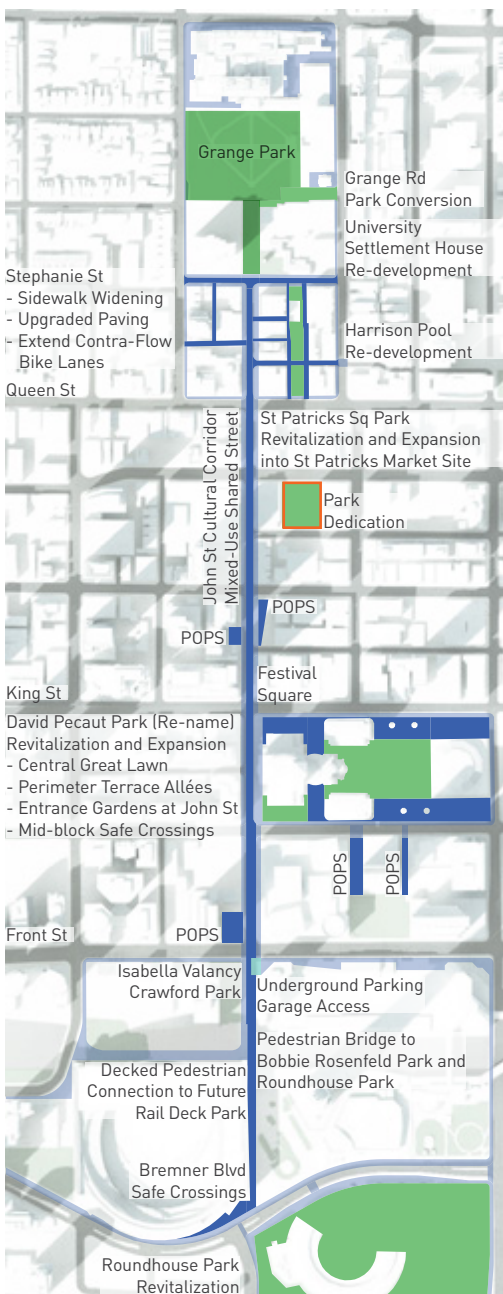 Grange Park
Grange Rd
Park Conversion
University
Settlement House
Re-development
Stephanie St
- Sidewalk Widening
- Upgraded Paving
- Extend Contra-Flow
Bike Lanes
Harrison Pool
Re-development
Queen St
John St Cultural Corridor
Mixed-Use Shared Street
St Patricks Sq Park
Revitalization and Expansion
into St Patricks Market Site
Park
Dedication
POPS
POPS
Festival
Square
King St
David Pecaut Park (Re-name)
Revitalization and Expansion
- Central Great Lawn
- Perimeter Terrace Allées
- Entrance Gardens at John St
- Mid-block Safe Crossings
POPS
POPS
Front St
POPS
Isabella Valancy
Crawford Park
Underground Parking
Garage Access
Pedestrian Bridge to
Bobbie Rosenfeld Park and
Roundhouse Park
Decked Pedestrian
Connection to Future
Rail Deck Park
Bremner Blvd
Safe Crossings
Roundhouse Park
Revitalization